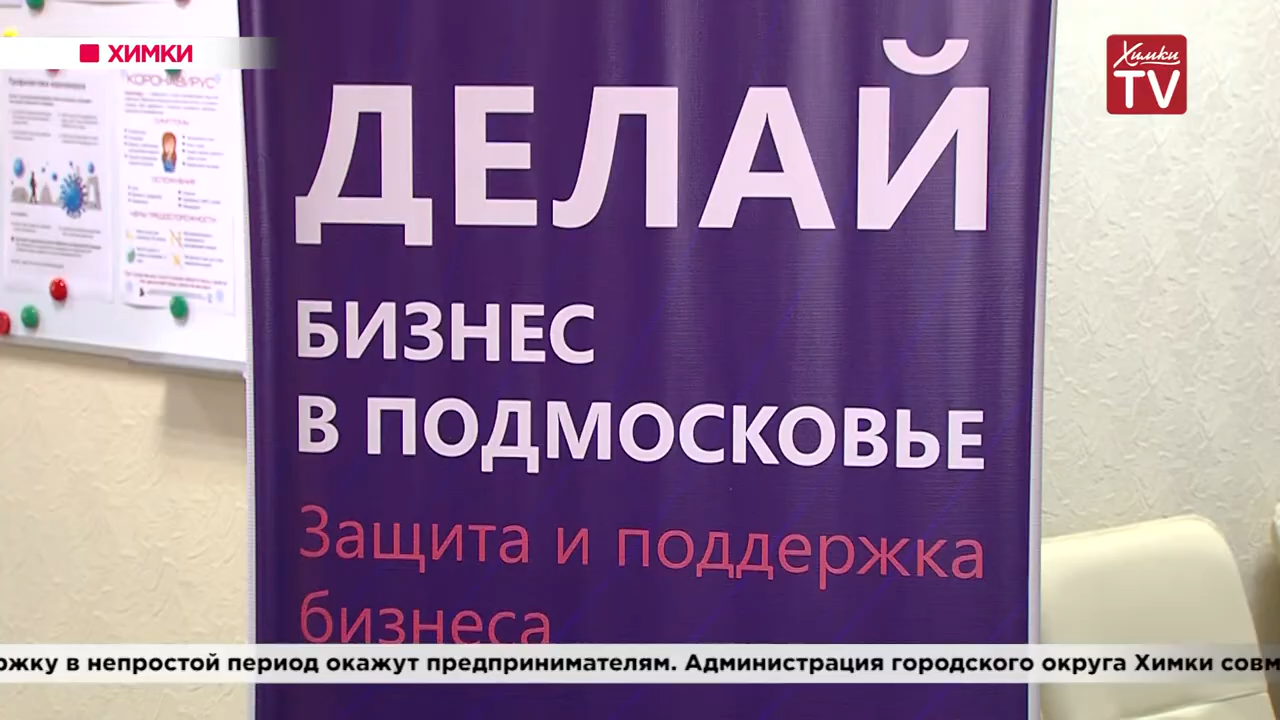 ХИМКИ
Химки
TV
КОРОНАВИРУС
СИМПТОМЫ
ДЕЛАЙ
БИЗНЕС
В ПОДМОСКОВЬЕ
Защита и поддержка
бизнеса
ржку в непростой период окажут предпринимателям. Администрация городского округа Химки совм